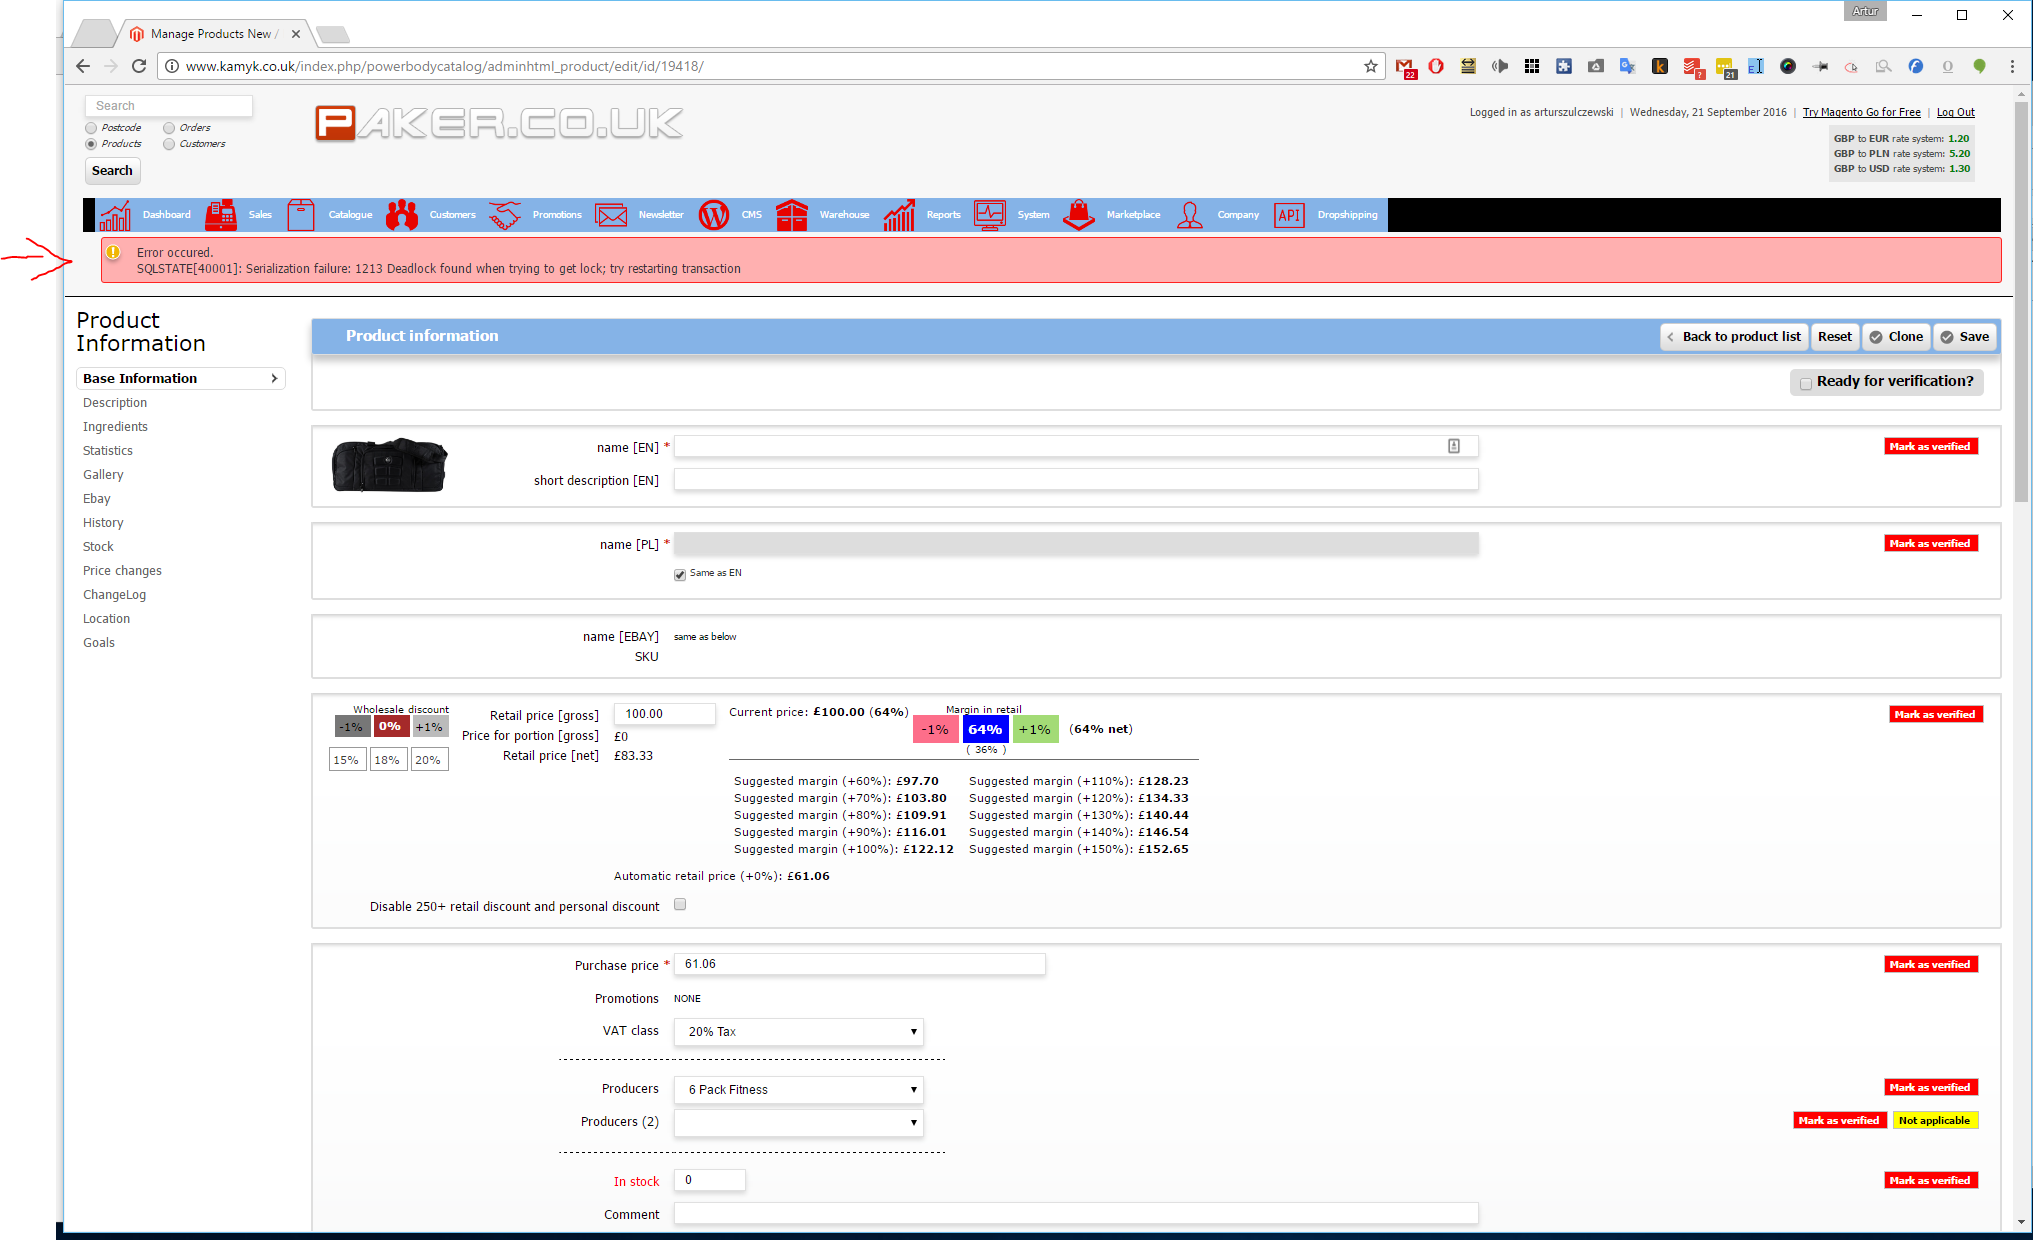 Artur
Manage Products New /
www.kamyk.co.uk/index.php/powerbodycatalog/adminhtml_product/edit/id/19418/
22
?
21
Search
Postcode Orders
Products Customers
Search
PAKER.CO.UK
Logged in as arturszulczewski | Wednesday, 21 September 2016 | Try Magento Go for Free | Log Out
GBP to EUR rate system: 1.20
GBP to PLN rate system: 5.20
GBP to USD rate system: 1.30
Dashboard Sales Catalogue Customers Promotions Newsletter CMS Warehouse Reports System Marketplace Company API Dropshipping
Error occured.
SQLSTATE[40001]: Serialization failure: 1213 Deadlock found when trying to get lock; try restarting transaction
Product
Information
Base Information
Description
Ingredients
Statistics
Gallery
Ebay
History
Stock
Price changes
ChangeLog
Location
Goals
Product information
Back to product list Reset Clone Save
Ready for verification?
name [EN] *
Mark as verified
short description [EN]
name [PL] *
Mark as verified
Same as EN
name [EBAY] same as below
SKU
Wholesale discount
-1% 0% +1%
15% 18% 20%
Retail price [gross] 100.00
Price for portion [gross] £0
Retail price [net] £83.33
Current price: £100.00 (64%)
Margin in retail
-1% 64% +1% (64% net)
( 36% )
Mark as verified
Suggested margin (+60%): £97.70 Suggested margin (+110%): £128.23
Suggested margin (+70%): £103.80 Suggested margin (+120%): £134.33
Suggested margin (+80%): £109.91 Suggested margin (+130%): £140.44
Suggested margin (+90%): £116.01 Suggested margin (+140%): £146.54
Suggested margin (+100%): £122.12 Suggested margin (+150%): £152.65
Automatic retail price (+0%): £61.06
Disable 250+ retail discount and personal discount
Purchase price * 61.06
Mark as verified
Promotions NONE
VAT class 20% Tax
Producers 6 Pack Fitness
Mark as verified
Producers (2)
Mark as verified Not applicable
In stock 0
Mark as verified
Comment